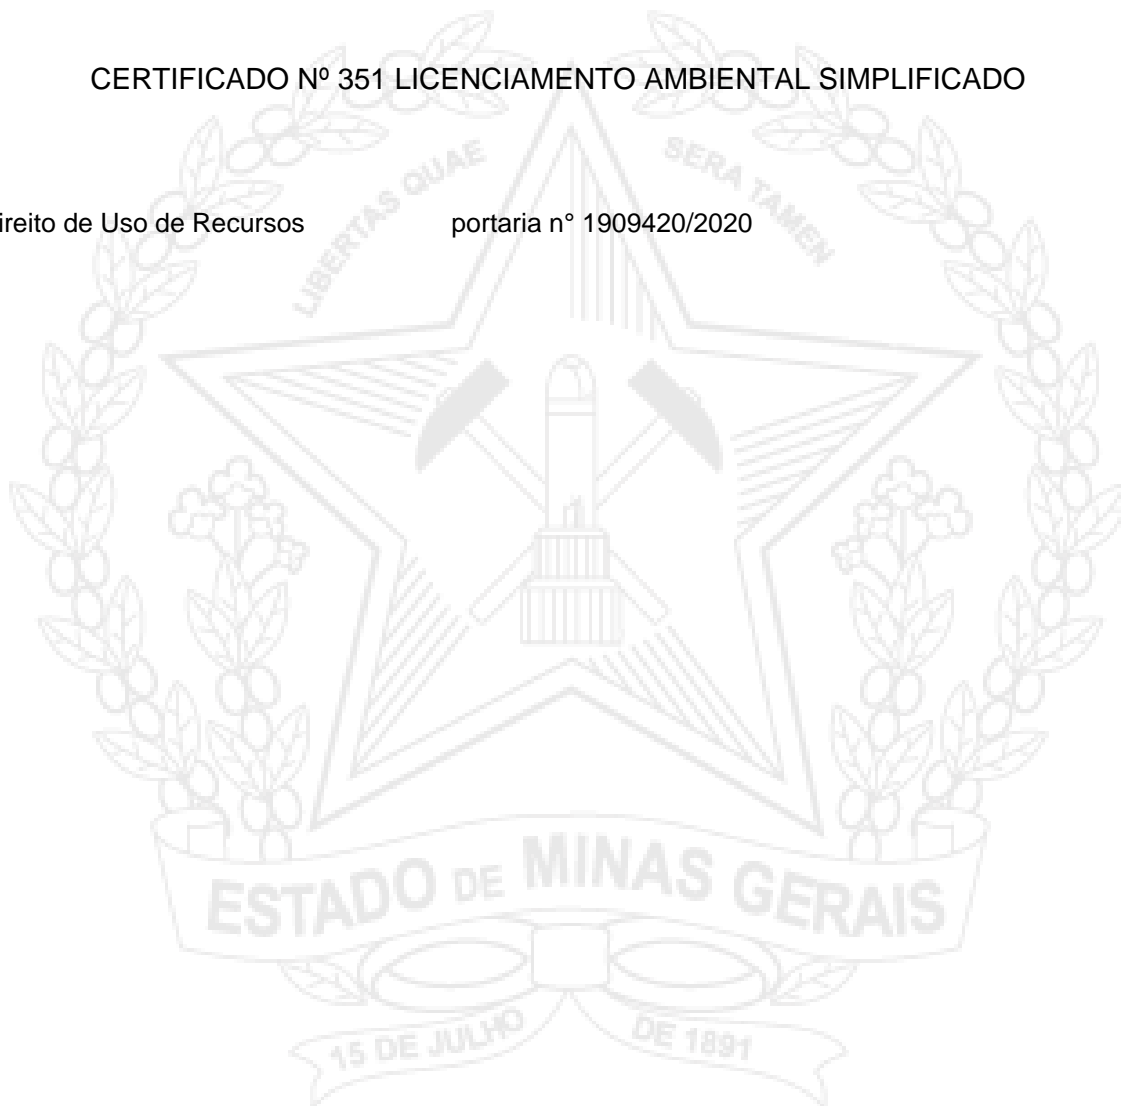 CERTIFICADO Nº 351 LICENCIAMENTO AMBIENTAL SIMPLIFICADO
LIBERTAS QUAE SERA TAMEN
ireito de Uso de Recursos portaria n° 1909420/2020
ESTADO DE MINAS GERAIS
15 DE JULHO DE 1891